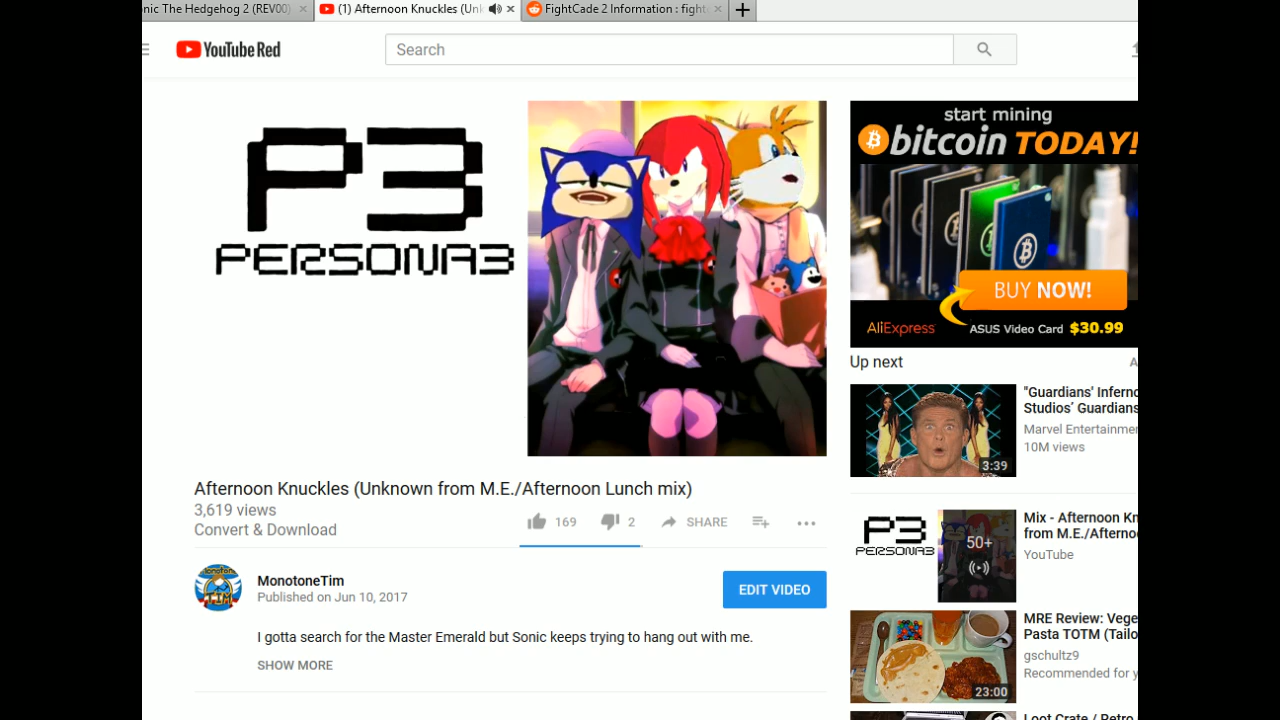 nic The Hedgehog 2 (REV00)
(1) Afternoon Knuckles (Unk
FightCade 2 Information : fight
YouTube Red
Search
P3
PERSONA3
start mining
bitcoin TODAY!
BUY NOW!
AliExpress
ASUS Video Card $30.99
Up next
"Guardians' Inferno
Studios’ Guardians
Marvel Entertainmen
10M views
3:39
Afternoon Knuckles (Unknown from M.E./Afternoon Lunch mix)
3,619 views
Convert & Download
169
2
SHARE
P3
PERSONA3
50+
Mix - Afternoon Kn
from M.E./Afterno
YouTube
MonotoneTim
Published on Jun 10, 2017
EDIT VIDEO
I gotta search for the Master Emerald but Sonic keeps trying to hang out with me.
SHOW MORE
MRE Review: Vege
Pasta TOTM (Tailo
gschultz9
Recommended for y
23:00
Loot Crate / Retro